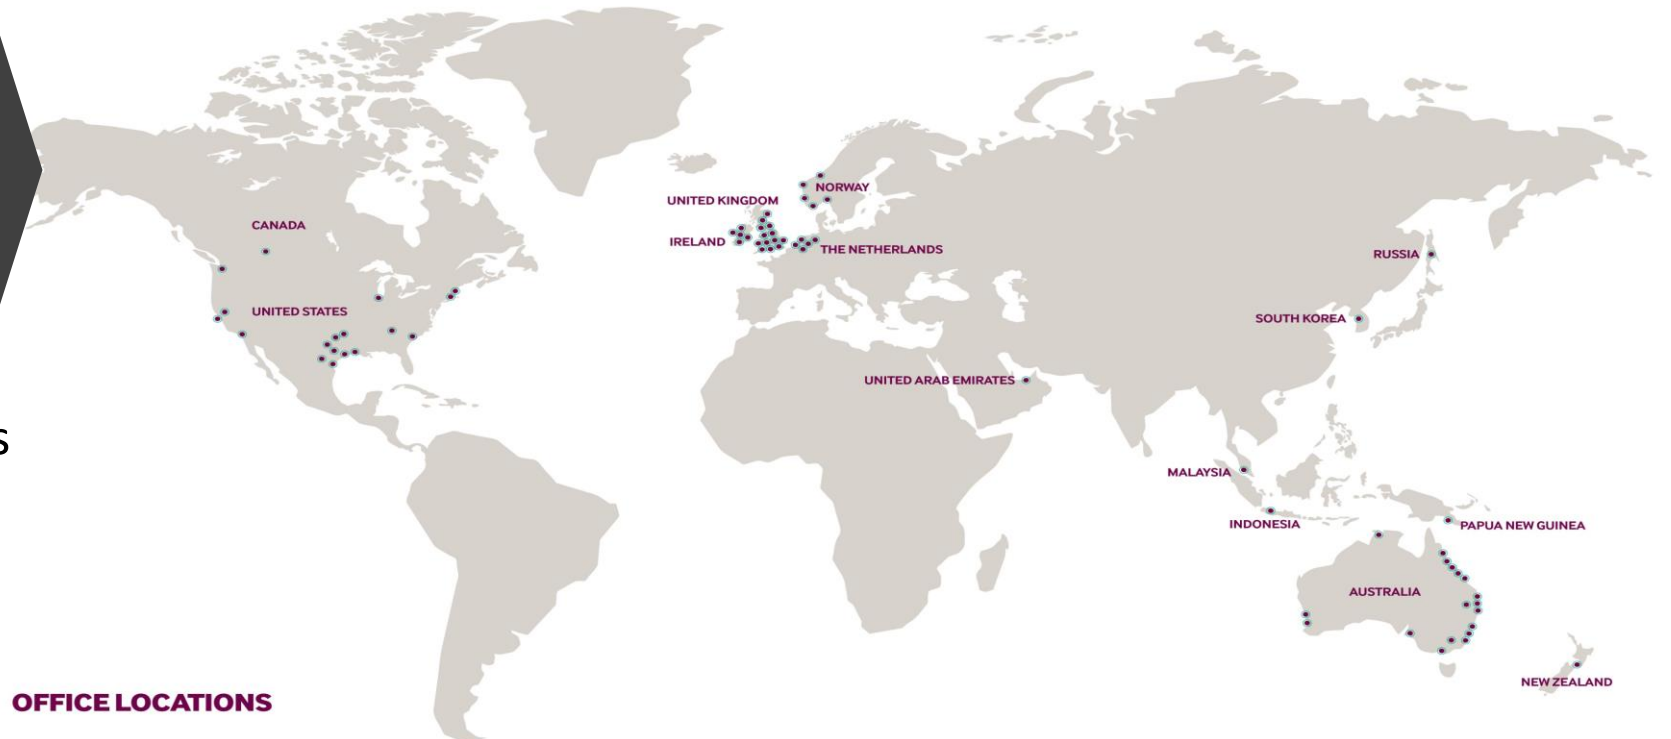 NORWAY
UNITED KINGDOM
CANADA
IRELAND
THE NETHERLANDS
RUSSIA
UNITED STATES
SOUTH KOREA
UNITED ARAB EMIRATES
s
MALAYSIA
INDONESIA
PAPUA NEW GUINEA
AUSTRALIA
NEW ZEALAND
OFFICE LOCATIONS